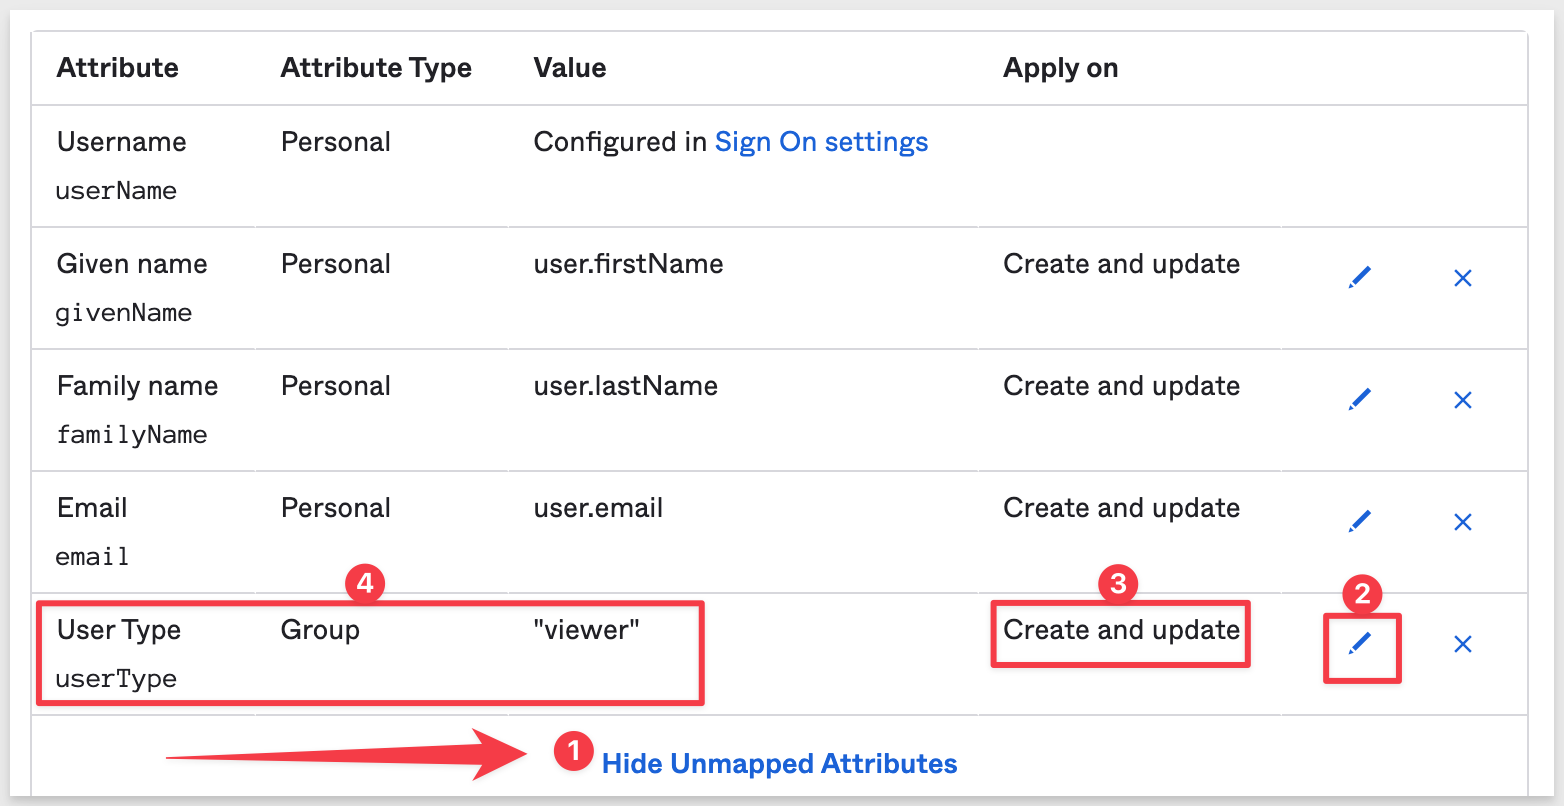 Attribute Attribute Type Value Apply on
Username Personal Configured in Sign On settings
userName
Given name Personal user.firstName Create and update
givenName
Family name Personal user.lastName Create and update
familyName
Email Personal user.email Create and update
email
4 3 2
User Type Group "viewer" Create and update
userType
1 Hide Unmapped Attributes